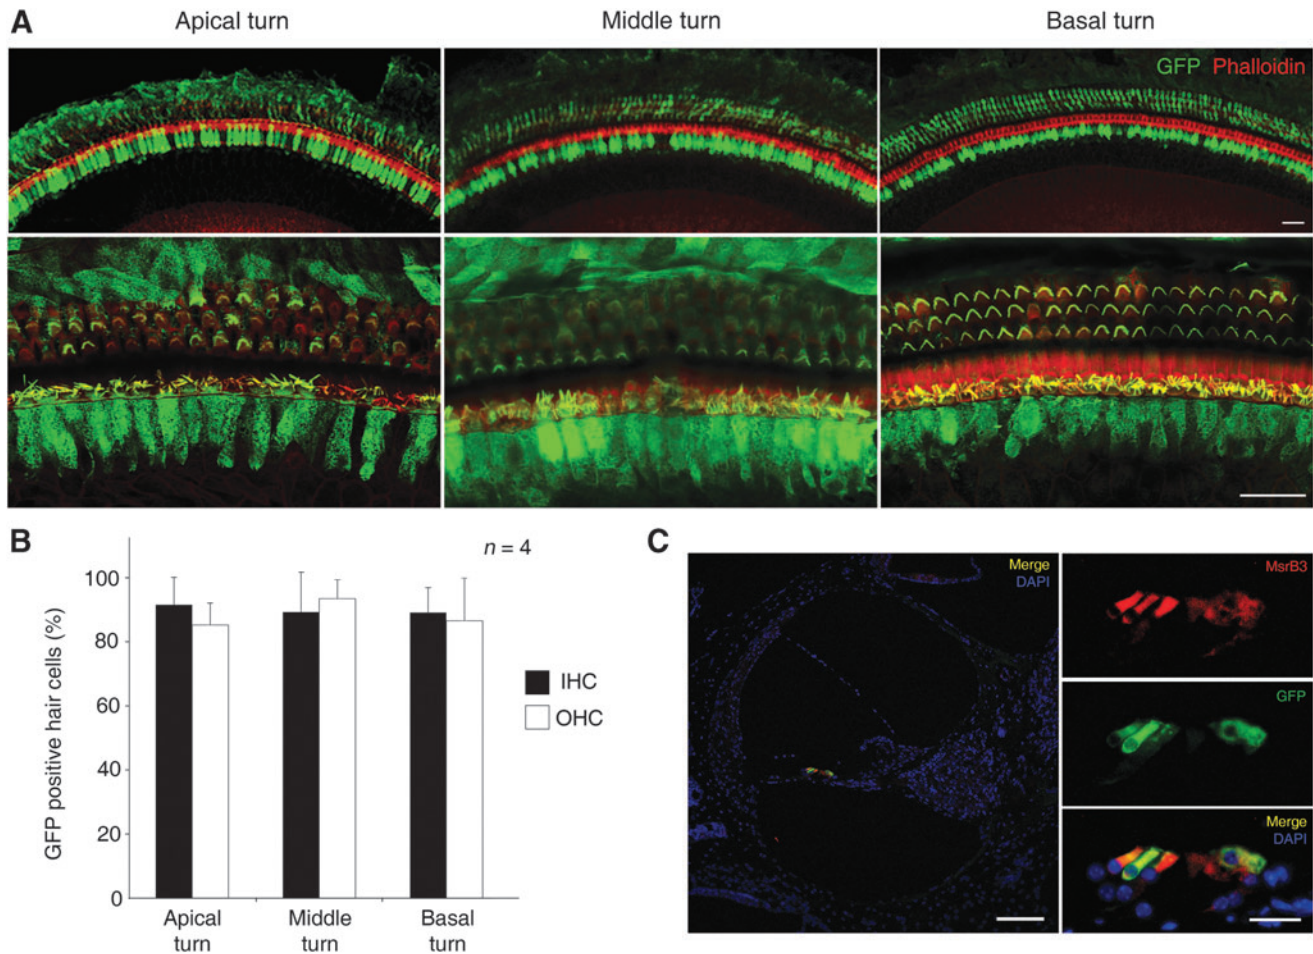 A
Apical turn
Middle turn
Basal turn
GFP Phalloidin
B
n = 4
GFP positive hair cells (%)
100
80
60
40
20
0
Apical
turn
Middle
turn
Basal
turn
IHC
OHC
C
Merge
DAPI
MsrB3
GFP
Merge
DAPI